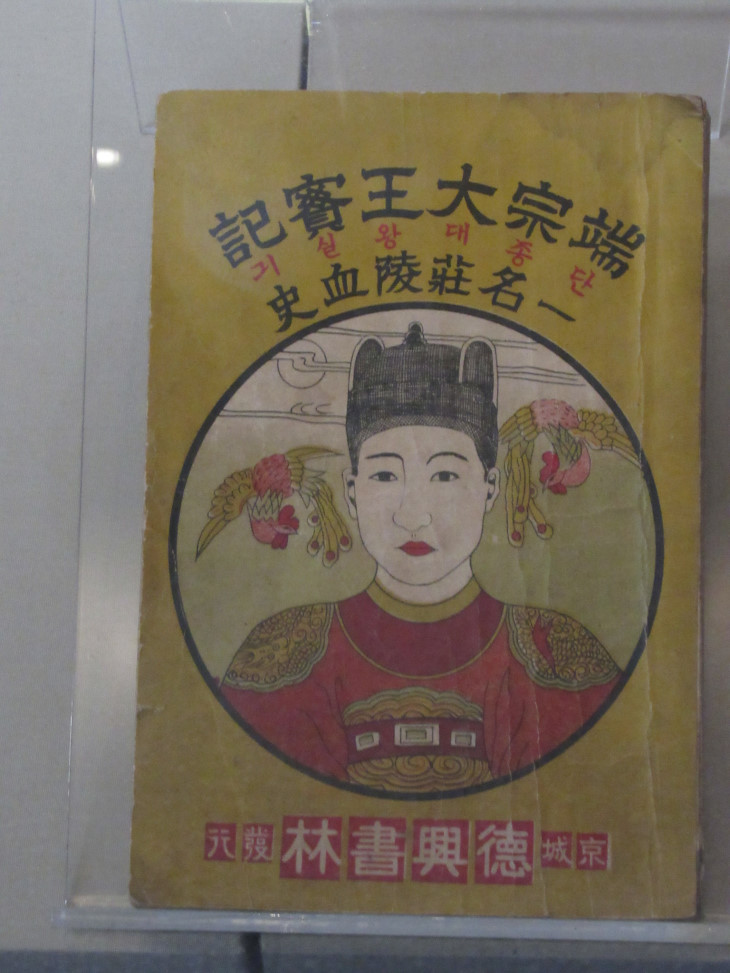 端宗大王實記
단종대왕실긔
一名莊陵血史
京城德興書林發行